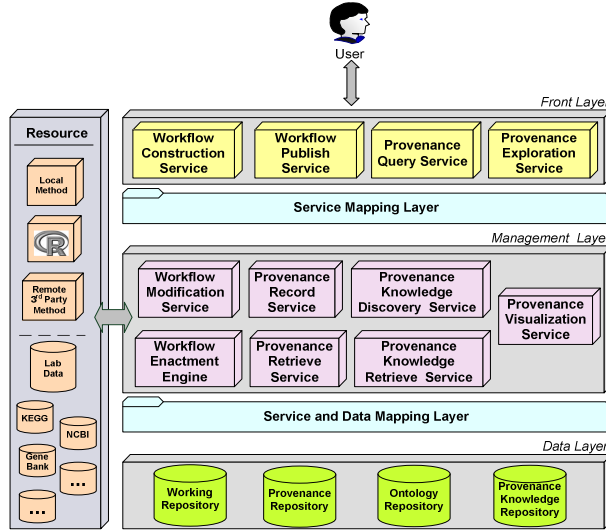 User
Front Layer
Resource
Workflow
Construction
Service
Workflow
Publish
Service
Provenance
Query Service
Provenance
Exploration
Service
Local
Method
Service Mapping Layer
R
Management Layer
Remote
3rd Party
Method
Workflow
Modification
Service
Provenance
Record
Service
Provenance
Knowledge
Discovery Service
Provenance
Visualization
Service
Workflow
Enactment
Engine
Provenance
Retrieve
Service
Provenance
Knowledge
Retrieve Service
Lab
Data
KEGG
NCBI
Gene
Bank
...
...
Service and Data Mapping Layer
Data Layer
Working
Repository
Provenance
Repository
Ontology
Repository
Provenance
Knowledge
Repository